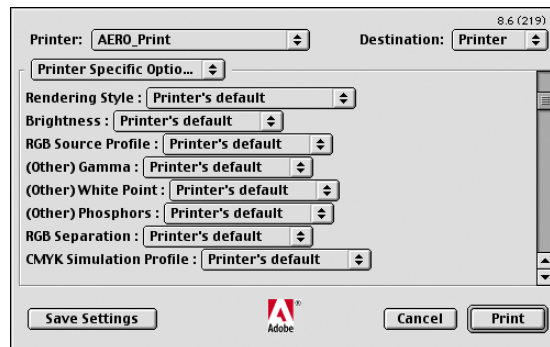 8.6 (219)
Printer: AERO_Print Destination: Printer
Printer Specific Optio...
Rendering Style : Printer's default
Brightness : Printer's default
RGB Source Profile : Printer's default
(Other) Gamma : Printer's default
(Other) White Point : Printer's default
(Other) Phosphors : Printer's default
RGB Separation : Printer's default
CMYK Simulation Profile : Printer's default
Save Settings Adobe® Cancel Print